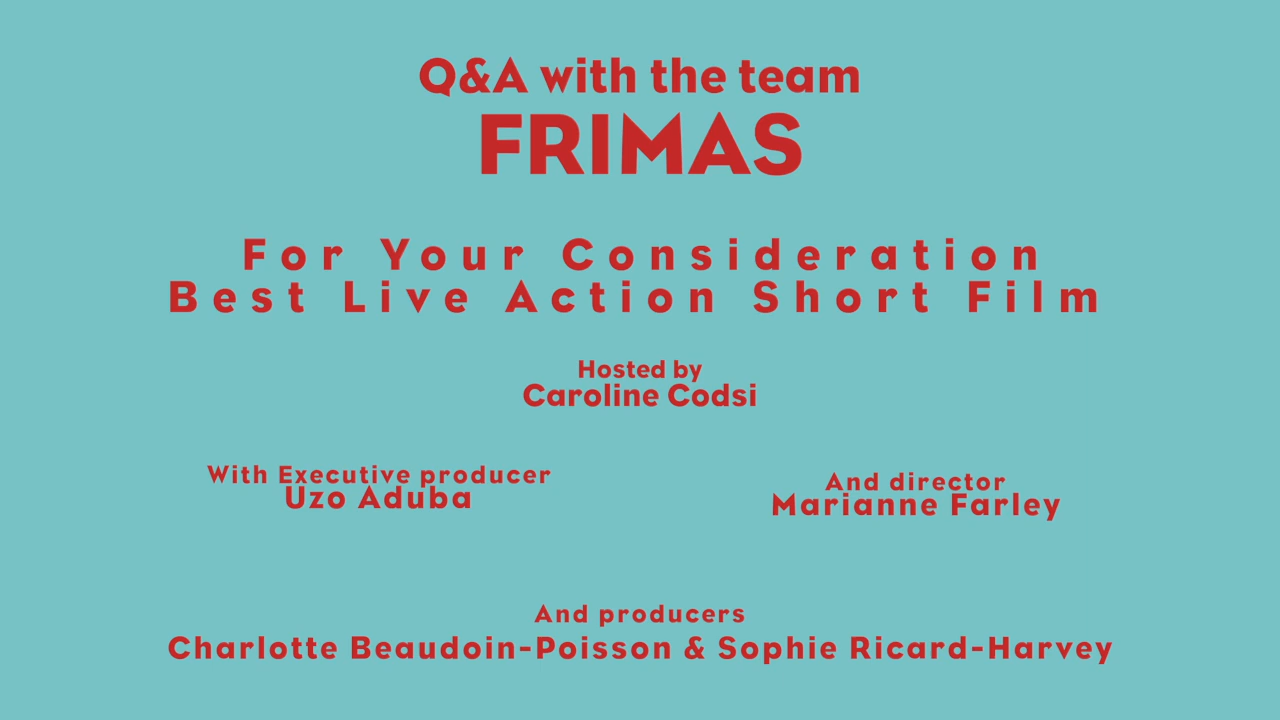 Q&A with the team
FRIMAS
For Your Consideration
Best Live Action Short Film
Hosted by
Caroline Codsi
With Executive producer
Uzo Aduba
And director
Marianne Farley
And producers
Charlotte Beaudoin-Poisson & Sophie Ricard-Harvey